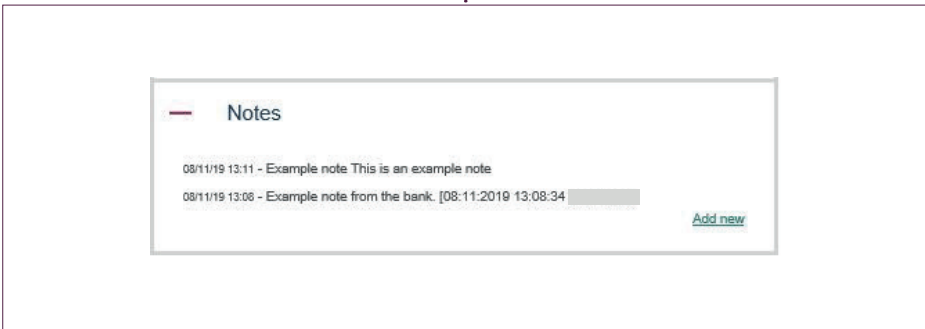 Notes
08/11/19 13:11 - Example note This is an example note
08/11/19 13:08 - Example note from the bank. [08:11:2019 13:08:34
Add new